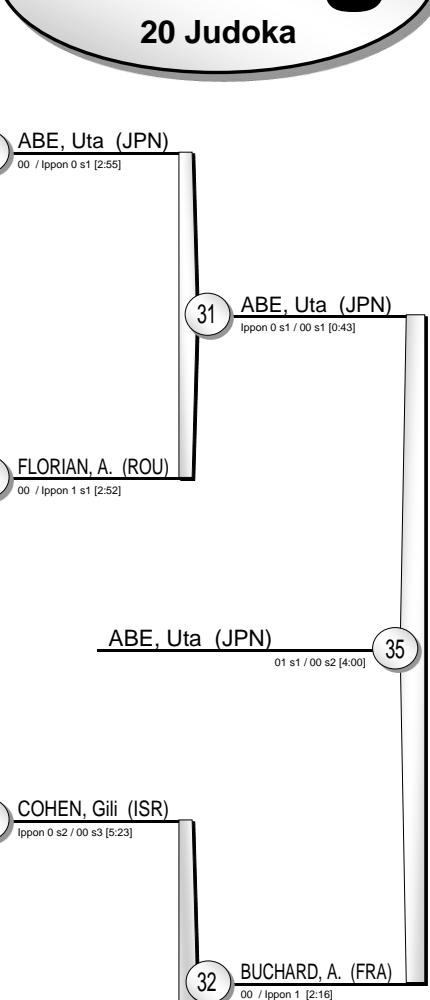 20 Judoka
ABE, Uta (JPN)
00 / Ippon 0 s1 [2:55]
31
ABE, Uta (JPN)
Ippon 0 s1 / 00 s1 [0:43]
FLORIAN, A. (ROU)
00 / Ippon 1 s1 [2:52]
ABE, Uta (JPN)
01 s1 / 00 s2 [4:00]
35
COHEN, Gili (ISR)
Ippon 0 s2 / 00 s3 [5:23]
32
BUCHARD, A. (FRA)
00 / Ippon 1 [2:16]